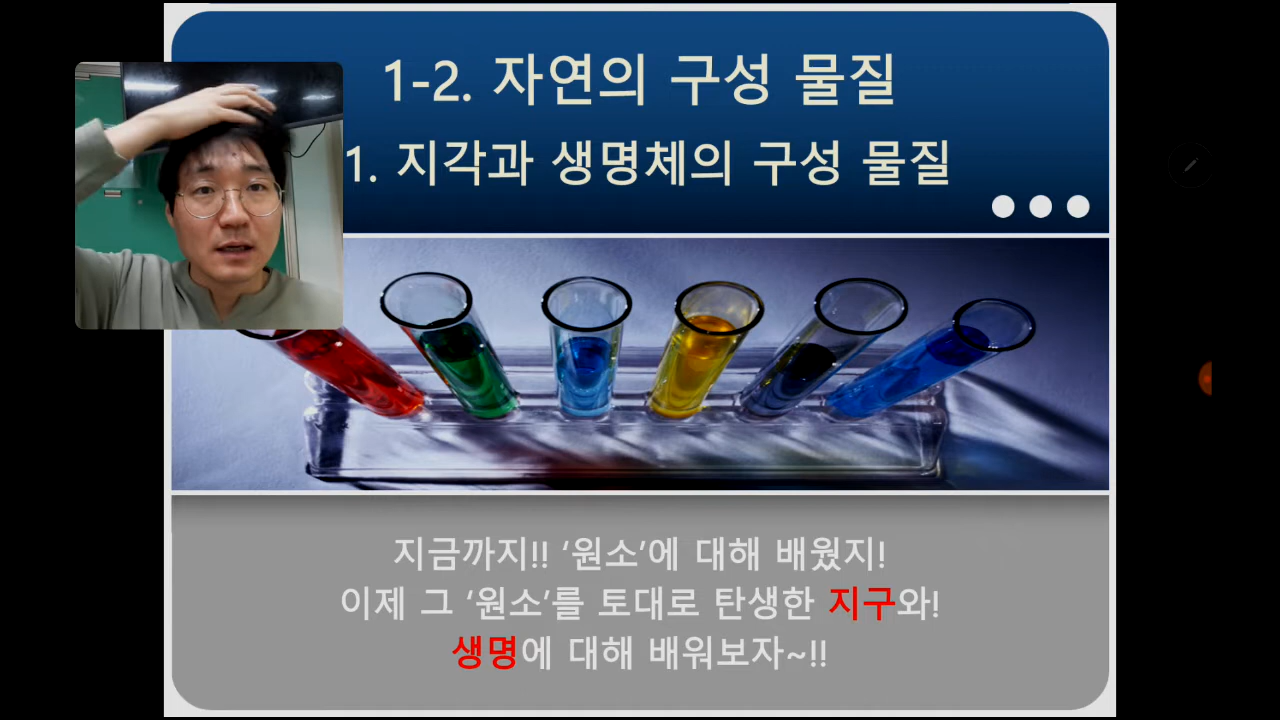 1-2. 자연의 구성 물질
1. 지각과 생명체의 구성 물질
지금까지!! ‘원소’에 대해 배웠지!
이제 그 ‘원소’를 토대로 탄생한 지구와!
생명에 대해 배워보자~!!